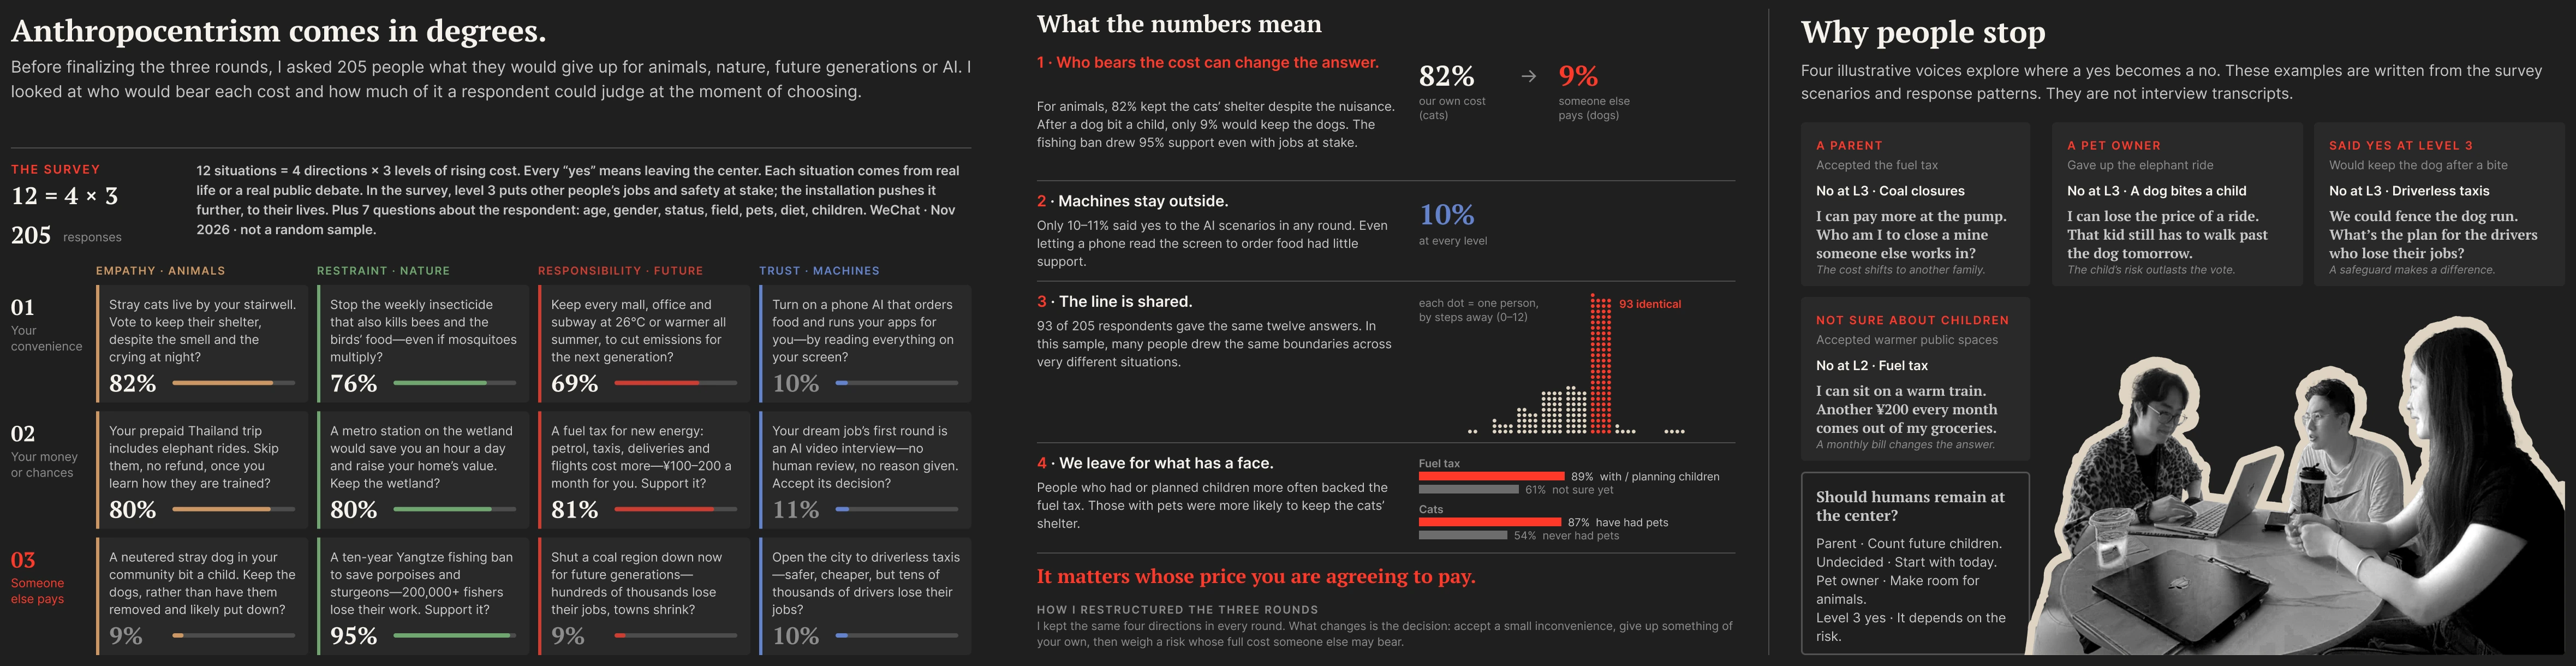 Anthropocentrism comes in degrees.
Before finalizing the three rounds, I asked 205 people what they would give up for animals, nature, future generations or AI. I
looked at who would bear each cost and how much of it a respondent could judge at the moment of choosing.
THE SURVEY
12 = 4 × 3
205 responses
12 situations = 4 directions × 3 levels of rising cost. Every “yes” means leaving the center. Each situation comes from real
life or a real public debate. In the survey, level 3 puts other people’s jobs and safety at stake; the installation pushes it
further, to their lives. Plus 7 questions about the respondent: age, gender, status, field, pets, diet, children. WeChat · Nov
2026 · not a random sample.
EMPATHY · ANIMALS
RESTRAINT · NATURE
RESPONSIBILITY · FUTURE
TRUST · MACHINES
01
Your
convenience
Stray cats live by your stairwell.
Vote to keep their shelter,
despite the smell and the
crying at night?
82%
Stop the weekly insecticide
that also kills bees and the
birds’ food—even if mosquitoes
multiply?
76%
Keep every mall, office and
subway at 26°C or warmer all
summer, to cut emissions for
the next generation?
69%
Turn on a phone AI that orders
food and runs your apps for
you—by reading everything on
your screen?
10%
02
Your money
or chances
Your prepaid Thailand trip
includes elephant rides. Skip
them, no refund, once you
learn how they are trained?
80%
A metro station on the wetland
would save you an hour a day
and raise your home’s value.
Keep the wetland?
80%
A fuel tax for new energy:
petrol, taxis, deliveries and
flights cost more—¥100–200 a
month for you. Support it?
81%
Your dream job’s first round is
an AI video interview—no
human review, no reason given.
Accept its decision?
11%
03
Someone
else pays
A neutered stray dog in your
community bit a child. Keep the
dogs, rather than have them
removed and likely put down?
9%
A ten-year Yangtze fishing ban
to save porpoises and
sturgeons—200,000+ fishers
lose their work. Support it?
95%
Shut a coal region down now
for future generations—
hundreds of thousands lose
their jobs, towns shrink?
9%
Open the city to driverless taxis
—safer, cheaper, but tens of
thousands of drivers lose their
jobs?
10%
What the numbers mean
1 · Who bears the cost can change the answer.
For animals, 82% kept the cats’ shelter despite the nuisance.
After a dog bit a child, only 9% would keep the dogs. The
fishing ban drew 95% support even with jobs at stake.
82% → 9%
our own cost
(cats)
someone else
pays (dogs)
2 · Machines stay outside.
Only 10–11% said yes to the AI scenarios in any round. Even
letting a phone read the screen to order food had little
support.
10%
at every level
3 · The line is shared.
93 of 205 respondents gave the same twelve answers. In
this sample, many people drew the same boundaries across
very different situations.
each dot = one person,
by steps away (0–12)
93 identical
4 · We leave for what has a face.
People who had or planned children more often backed the
fuel tax. Those with pets were more likely to keep the cats’
shelter.
Fuel tax
89% with / planning children
61% not sure yet
Cats
87% have had pets
54% never had pets
It matters whose price you are agreeing to pay.
HOW I RESTRUCTURED THE THREE ROUNDS
I kept the same four directions in every round. What changes is the decision: accept a small inconvenience, give up something of
your own, then weigh a risk whose full cost someone else may bear.
Why people stop
Four illustrative voices explore where a yes becomes a no. These examples are written from the survey
scenarios and response patterns. They are not interview transcripts.
A PARENT
Accepted the fuel tax
No at L3 · Coal closures
I can pay more at the pump.
Who am I to close a mine
someone else works in?
The cost shifts to another family.
A PET OWNER
Gave up the elephant ride
No at L3 · A dog bites a child
I can lose the price of a ride.
That kid still has to walk past
the dog tomorrow.
The child’s risk outlasts the vote.
SAID YES AT LEVEL 3
Would keep the dog after a bite
No at L3 · Driverless taxis
We could fence the dog run.
What’s the plan for the drivers
who lose their jobs?
A safeguard makes a difference.
NOT SURE ABOUT CHILDREN
Accepted warmer public spaces
No at L2 · Fuel tax
I can sit on a warm train.
Another ¥200 every month
comes out of my groceries.
A monthly bill changes the answer.
Should humans remain at
the center?
Parent · Count future children.
Undecided · Start with today.
Pet owner · Make room for
animals.
Level 3 yes · It depends on the
risk.